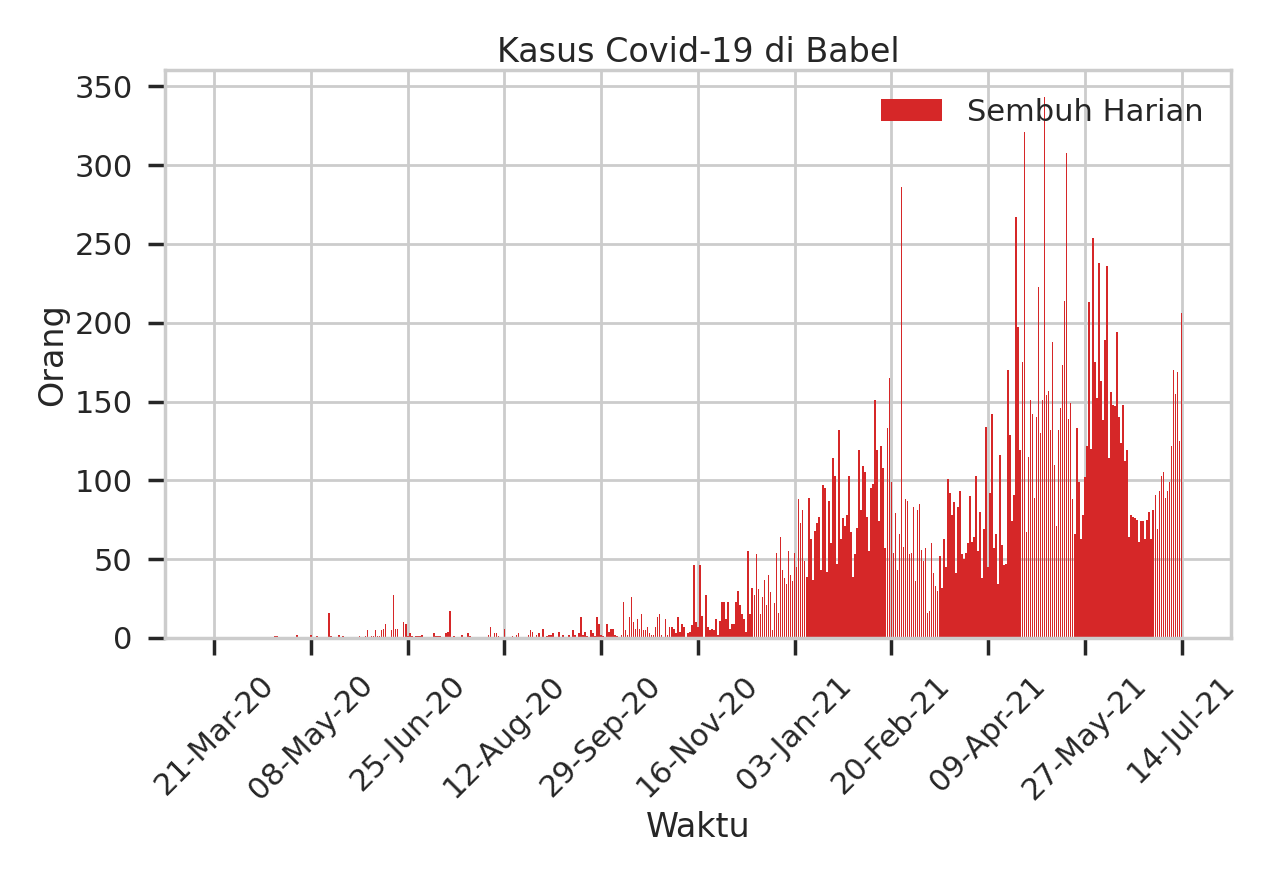 Kasus Covid-19 di Babel
Sembuh Harian
Orang
350
300
250
200
150
100
50
0
21-Mar-20
08-May-20
25-Jun-20
12-Aug-20
29-Sep-20
16-Nov-20
03-Jan-21
20-Feb-21
09-Apr-21
27-May-21
14-Jul-21
Waktu